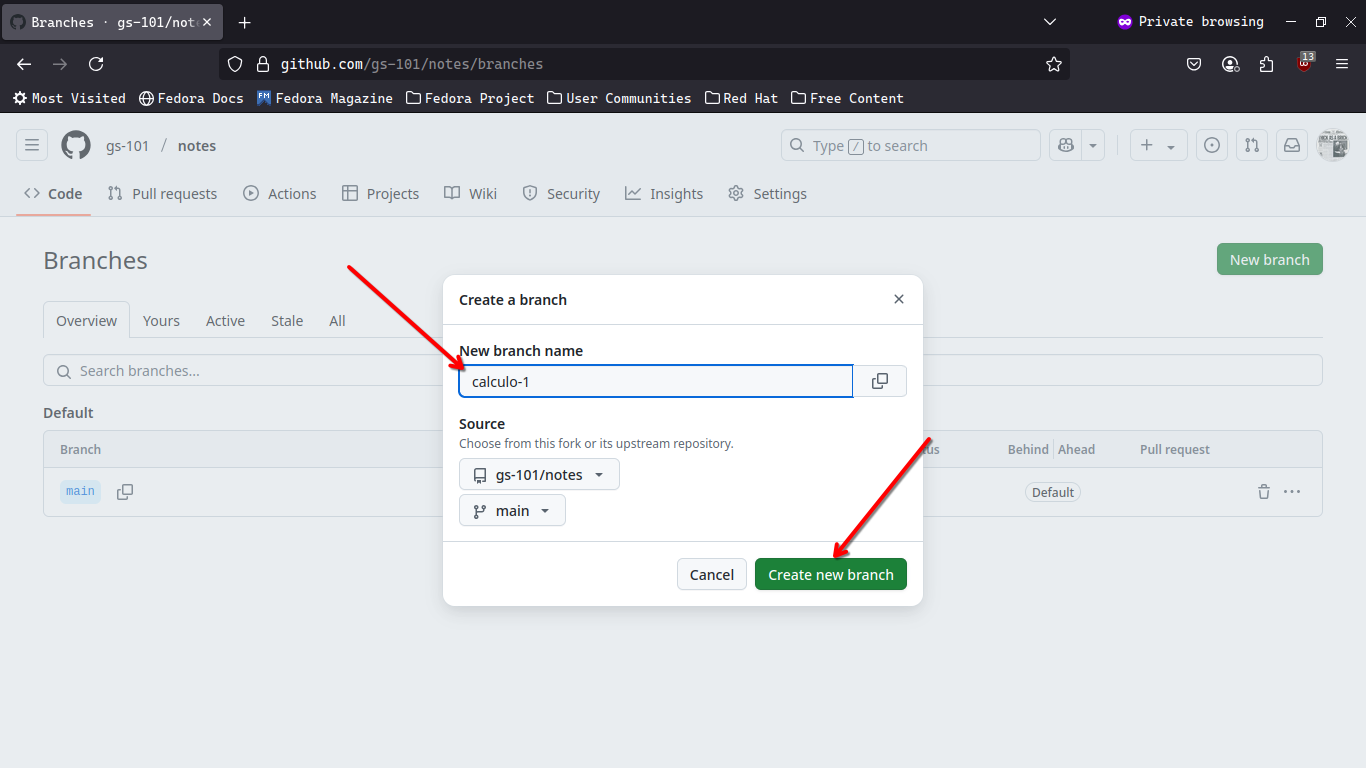 Branches · gs-101/note
Private browsing
github.com/gs-101/notes/branches
13
Most Visited Fedora Docs Fedora Magazine Fedora Project User Communities Red Hat Free Content
gs-101 / notes
Type / to search
Code Pull requests Actions Projects Wiki Security Insights Settings
Branches
New branch
Overview Yours Active Stale All
Search branches...
Default
Branch
us Behind Ahead Pull request
main
Default
Create a branch
New branch name
calculo-1
Source
Choose from this fork or its upstream repository.
gs-101/notes
main
Cancel Create new branch